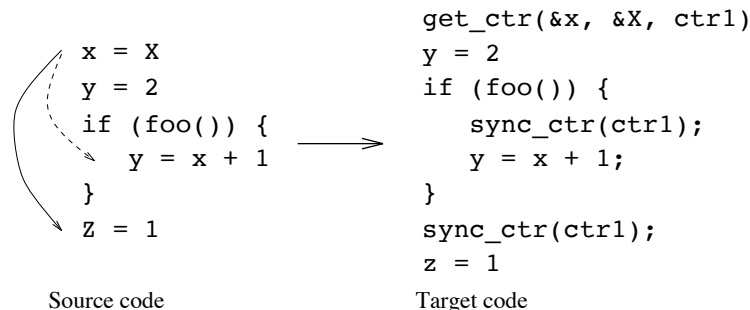 x = X
y = 2
if (foo()) {
y = x + 1
}
Z = 1
Source code
get_ctr(&x, &X, ctr1)
y = 2
if (foo()) {
sync_ctr(ctr1);
y = x + 1;
}
sync_ctr(ctr1);
z = 1
Target code